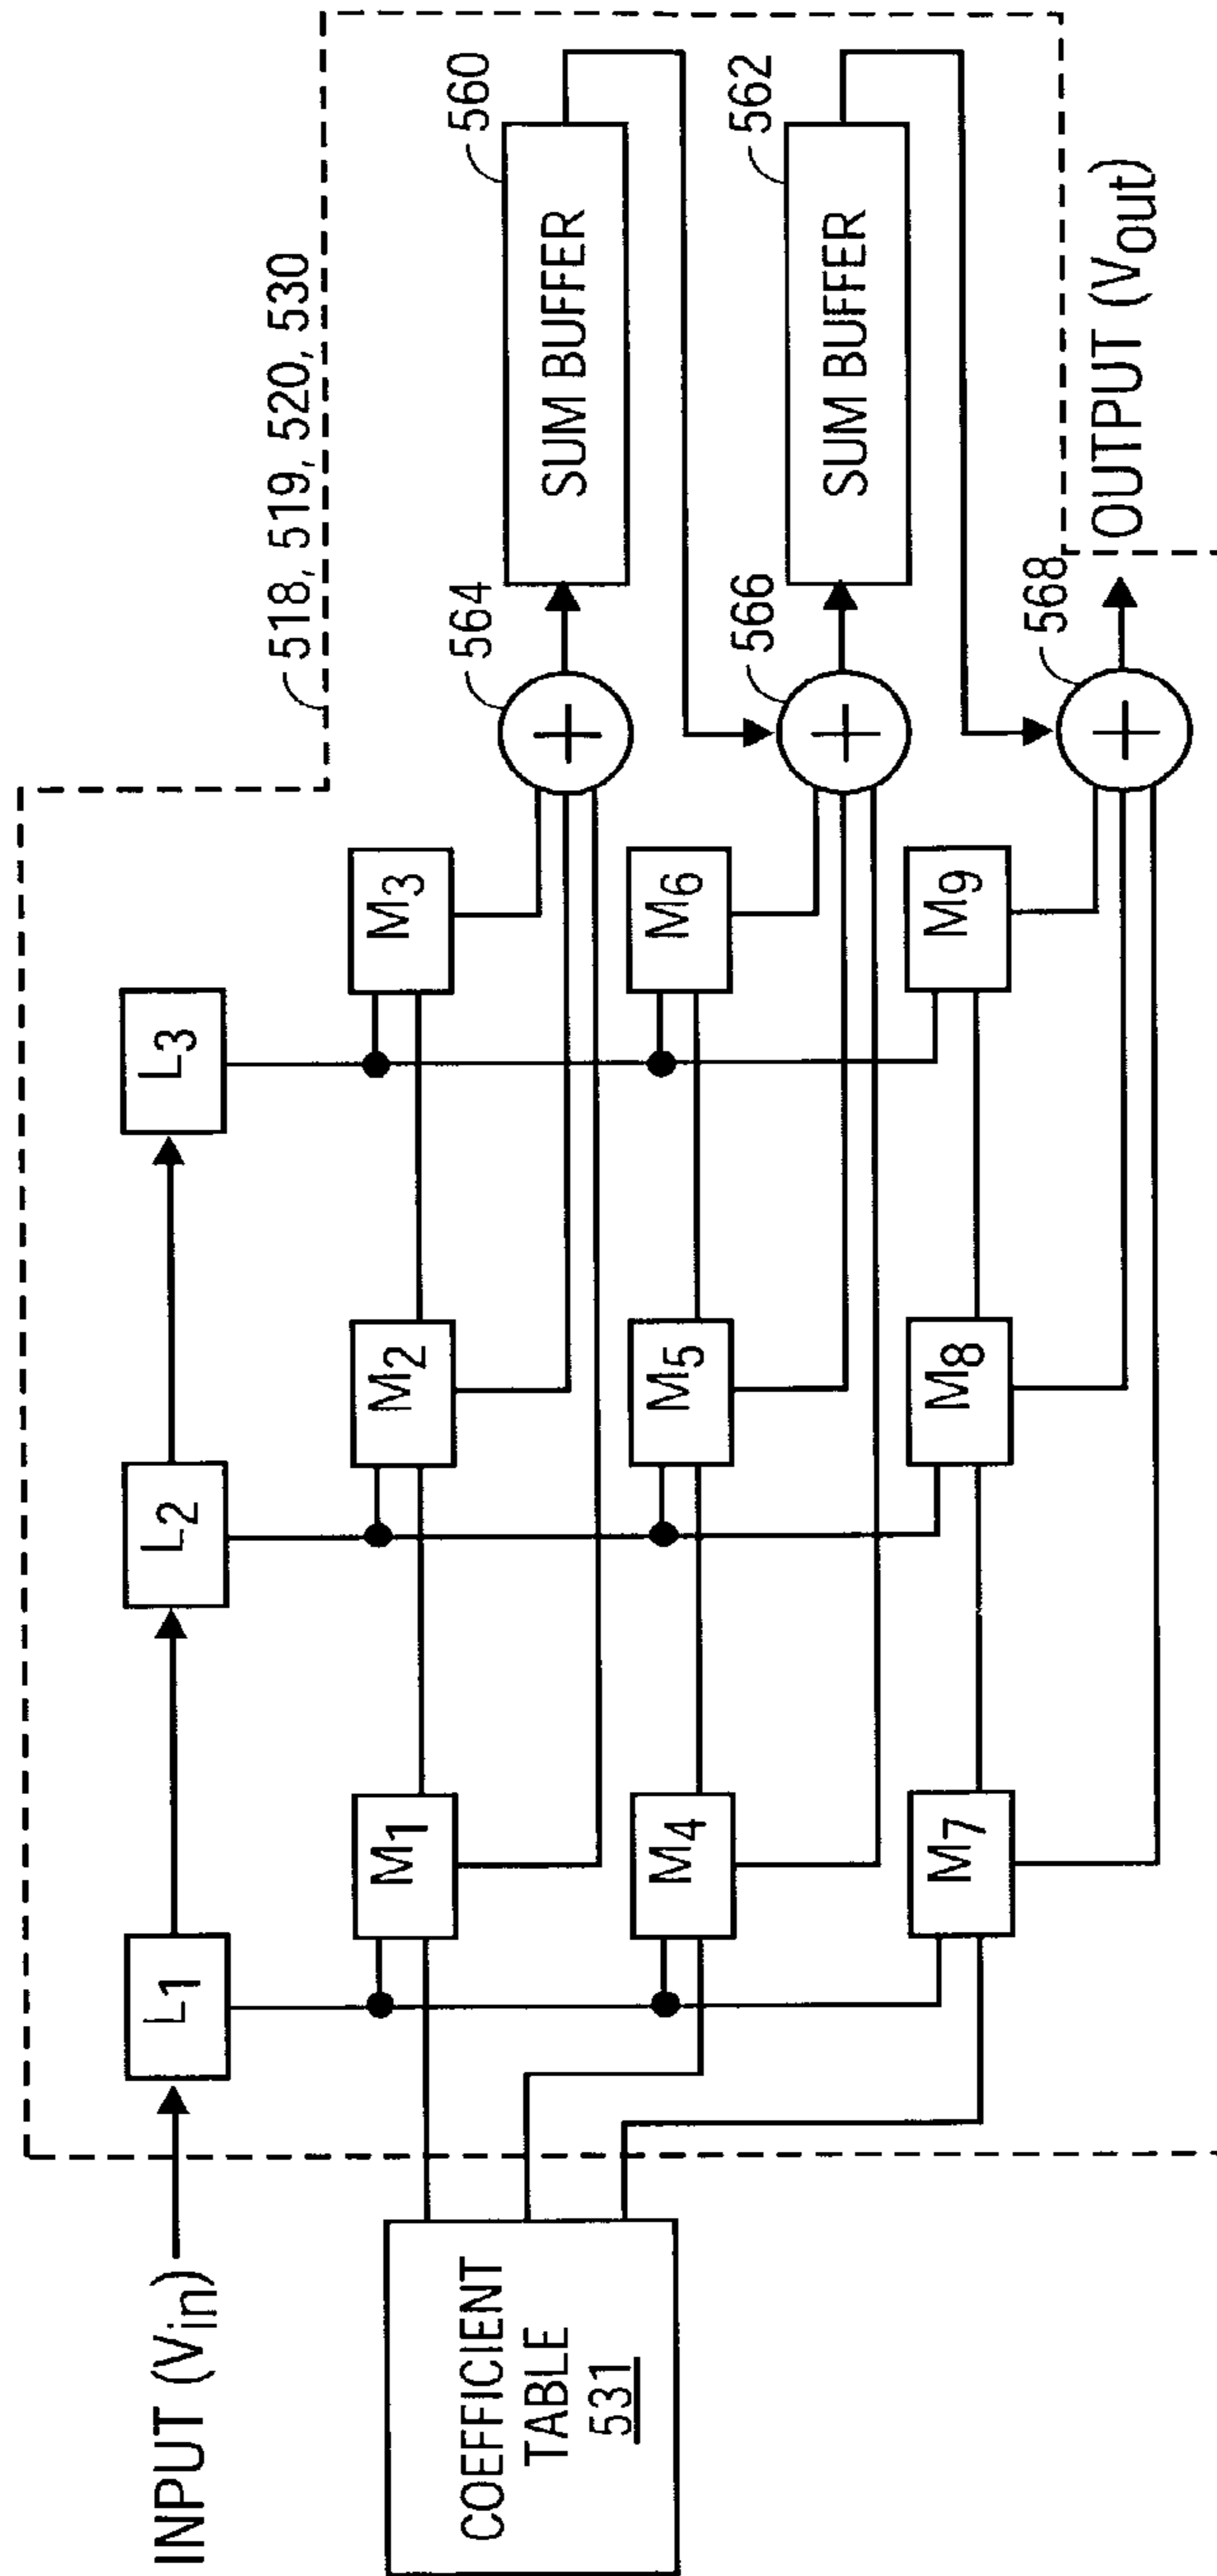 518, 519, 520, 530
INPUT (Vin)
L1
L2
L3
COEFFICIENT
TABLE
531
M1
M2
M3
564
560
SUM BUFFER
M4
M5
M6
566
562
SUM BUFFER
M7
M8
M9
568
OUTPUT (Vout)